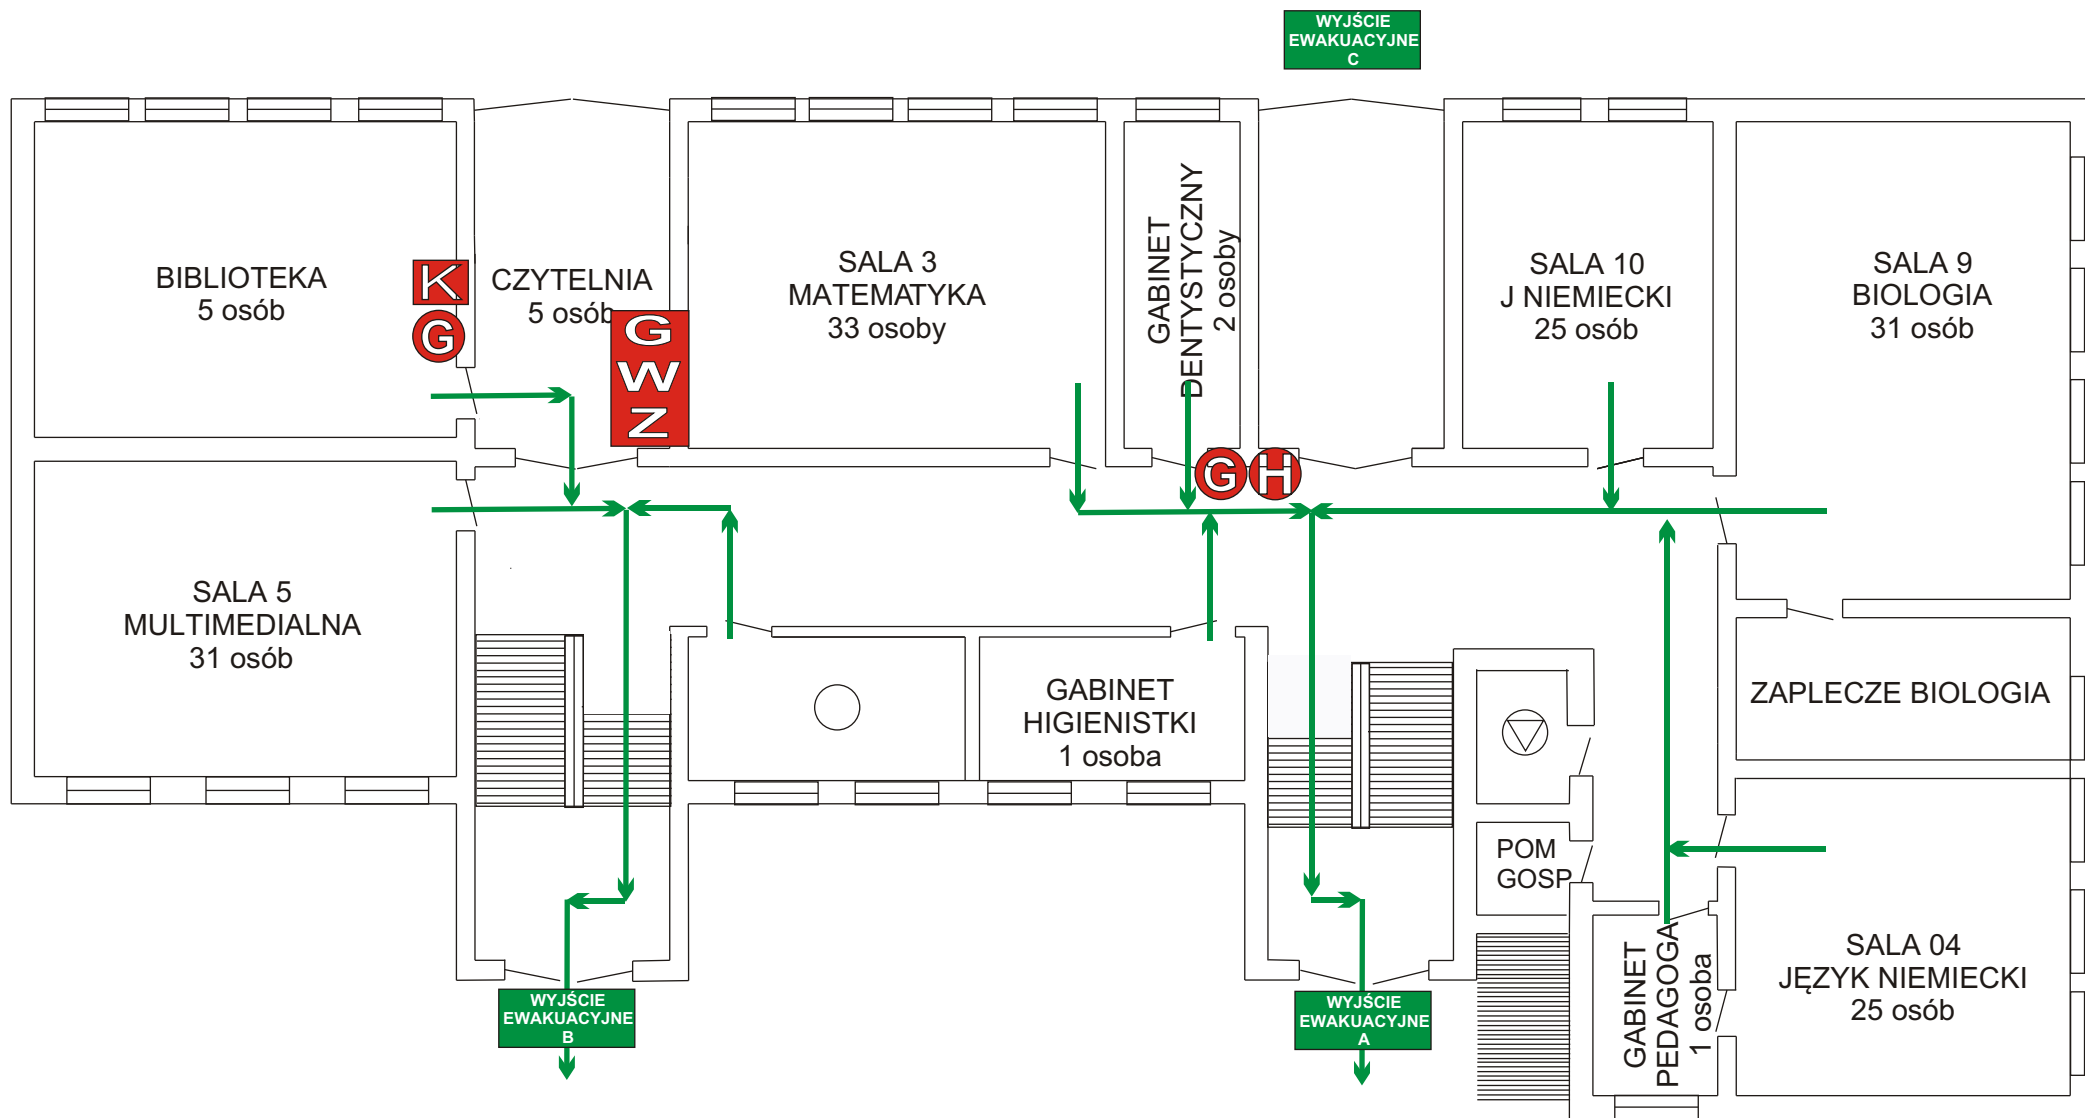 WYJŚCIE
EWAKUACYJNE
C
BIBLIOTEKA
5 osób
K
G
CZYTELNIA
5 osób
G
W
Z
SALA 3
MATEMATYKA
33 osoby
GABINET
DENTYSTYCZNY
2 osoby
G
H
SALA 10
J NIEMIECKI
25 osób
SALA 9
BIOLOGIA
31 osób
SALA 5
MULTIMEDIALNA
31 osób
GABINET
HIGIENISTKI
1 osoba
ZAPLECZE BIOLOGIA
POM
GOSP
GABINET
PEDAGOGA
1 osoba
SALA 04
JĘZYK NIEMIECKI
25 osób
WYJŚCIE
EWAKUACYJNE
B
WYJŚCIE
EWAKUACYJNE
A